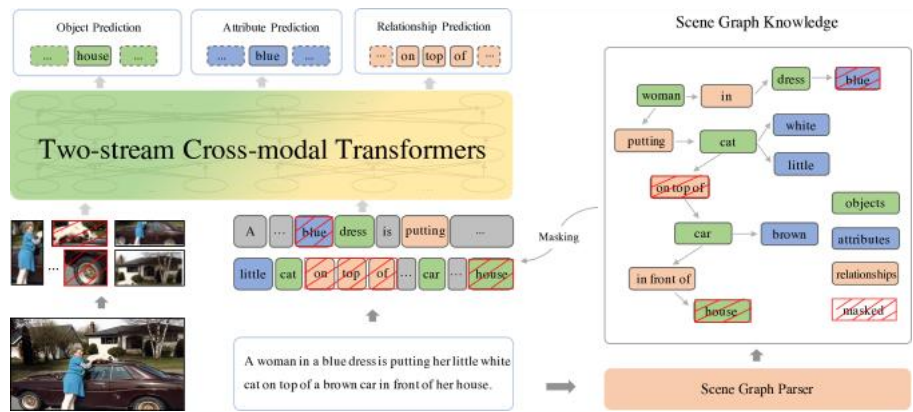 Object Prediction
Attribute Prediction
Relationship Prediction
... house ...
... blue ...
... on top of ...
Two-stream Cross-modal Transformers
A ... blue dress is putting ...
little cat on top of ... car ... house
...
A woman in a blue dress is putting her little white
cat on top of a brown car in front of her house.
Masking
Scene Graph Knowledge
woman in dress blue
putting cat white
little
on top of
car brown
in front of
house
objects
attributes
relationships
masked
Scene Graph Parser